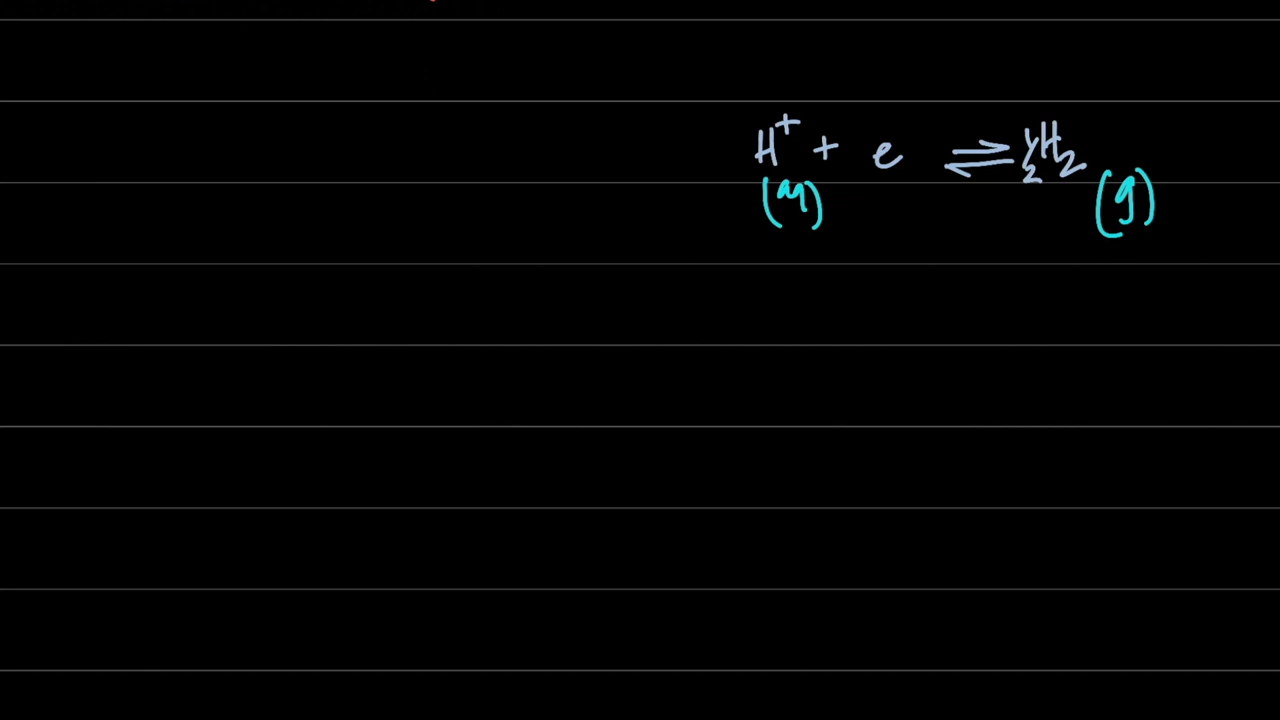 H⁺ + e ⇌ ½H₂
(aq) (g)